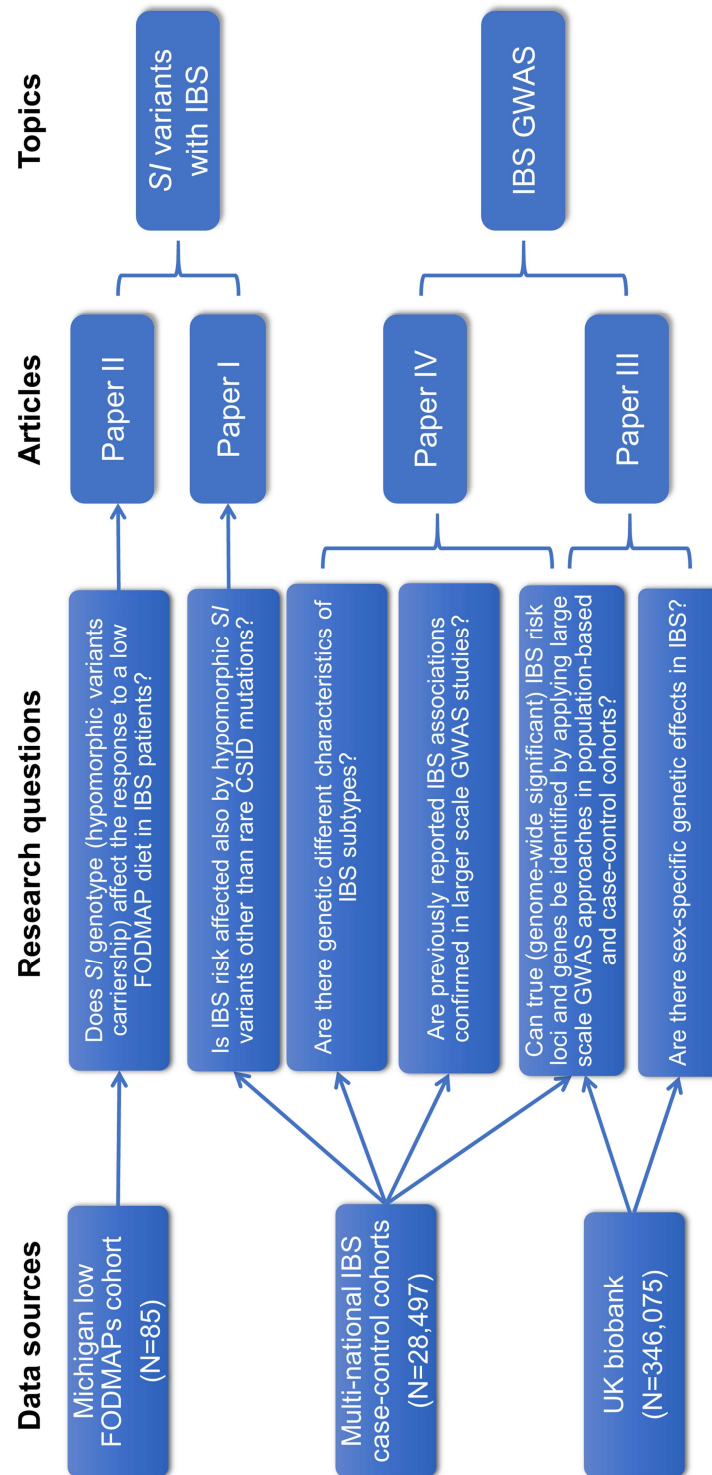 Data sources
Research questions
Articles
Topics
Michigan low
FODMAPs cohort
(N=85)
Multi-national IBS
case-control cohorts
(N=28,497)
UK biobank
(N=346,075)
Does SI genotype (hypomorphic variants
carriership) affect the response to a low
FODMAP diet in IBS patients?
Is IBS risk affected also by hypomorphic SI
variants other than rare CSID mutations?
Are there genetic different characteristics of
IBS subtypes?
Are previously reported IBS associations
confirmed in larger scale GWAS studies?
Can true (genome-wide significant) IBS risk
loci and genes be identified by applying large
scale GWAS approaches in population-based
and case-control cohorts?
Are there sex-specific genetic effects in IBS?
Paper II
Paper I
Paper IV
Paper III
SI variants
with IBS
IBS GWAS